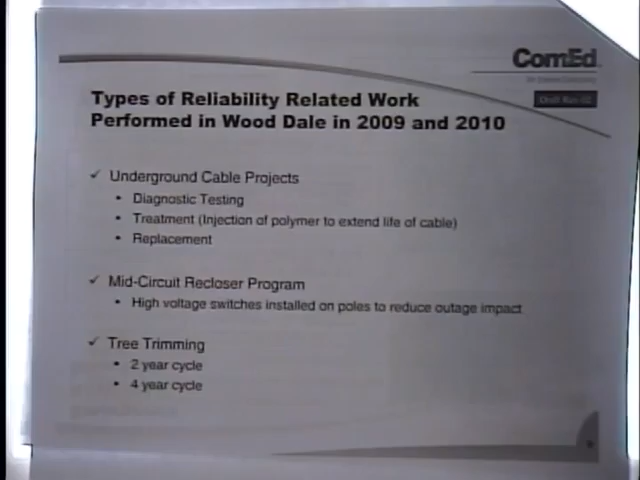 ComEd
Types of Reliability Related Work
Performed in Wood Dale in 2009 and 2010
✓ Underground Cable Projects
• Diagnostic Testing
• Treatment (Injection of polymer to extend life of cable)
• Replacement
✓ Mid-Circuit Recloser Program
• High voltage switches installed on poles to reduce outage impact
✓ Tree Trimming
• 2 year cycle
• 4 year cycle